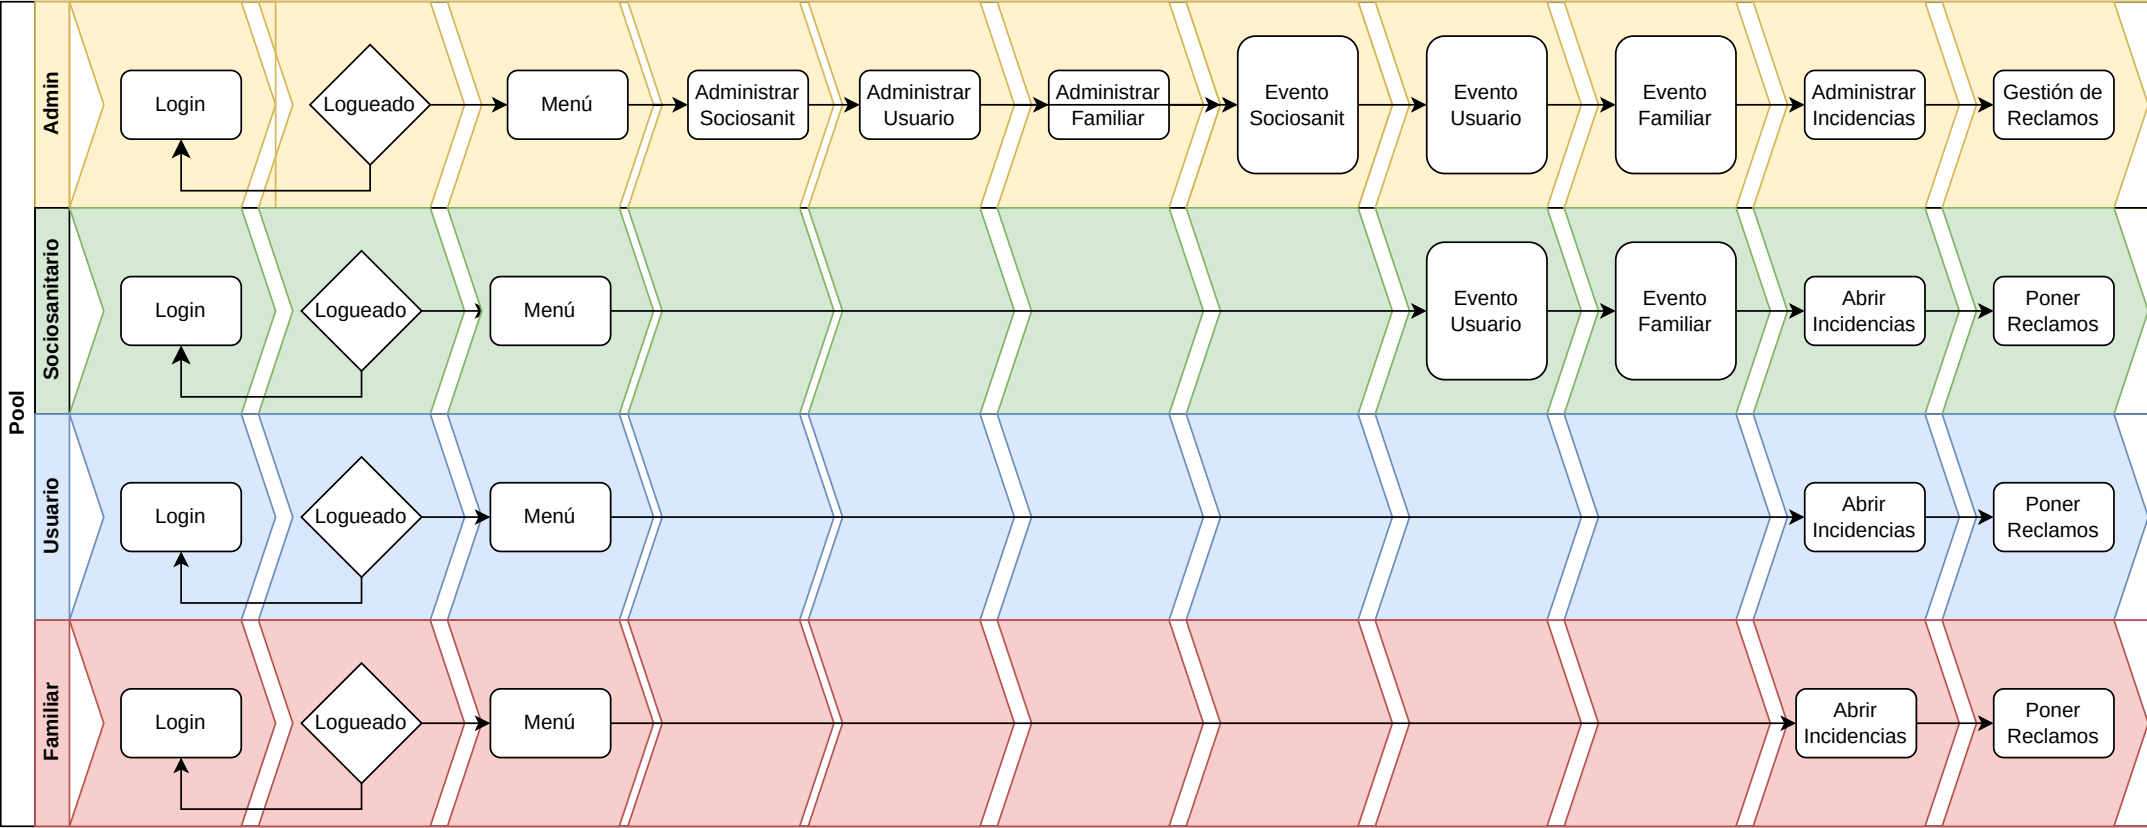 Pool
Admin
Login
Logueado
Menú
Administrar
Sociosanit
Administrar
Usuario
Administrar
Familiar
Evento
Sociosanit
Evento
Usuario
Evento
Familiar
Administrar
Incidencias
Gestión de
Reclamos
Sociosanitario
Login
Logueado
Menú
Evento
Usuario
Evento
Familiar
Abrir
Incidencias
Poner
Reclamos
Usuario
Login
Logueado
Menú
Abrir
Incidencias
Poner
Reclamos
Familiar
Login
Logueado
Menú
Abrir
Incidencias
Poner
Reclamos